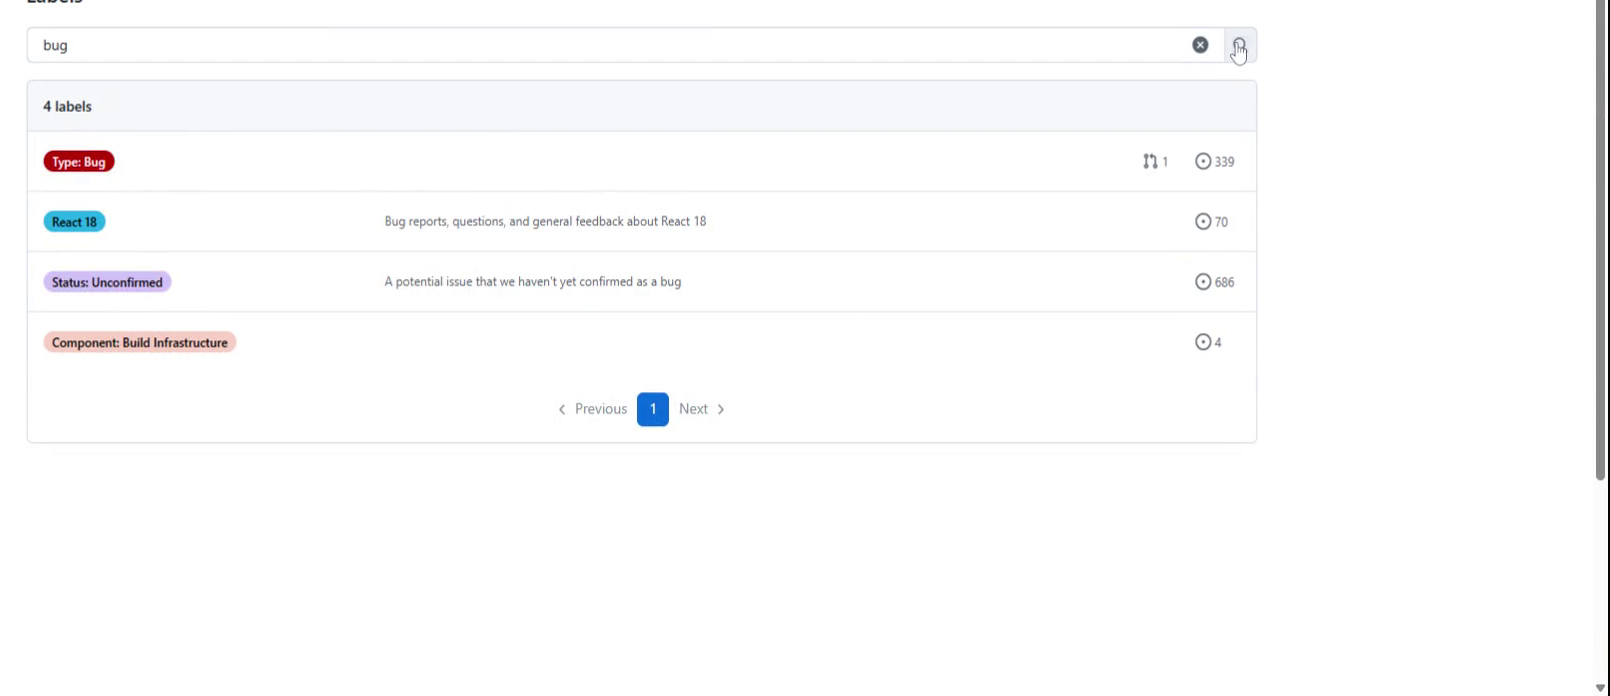 Labels
bug
4 labels
Type: Bug 1 339
React 18 Bug reports, questions, and general feedback about React 18 70
Status: Unconfirmed A potential issue that we haven't yet confirmed as a bug 686
Component: Build Infrastructure 4
Previous 1 Next